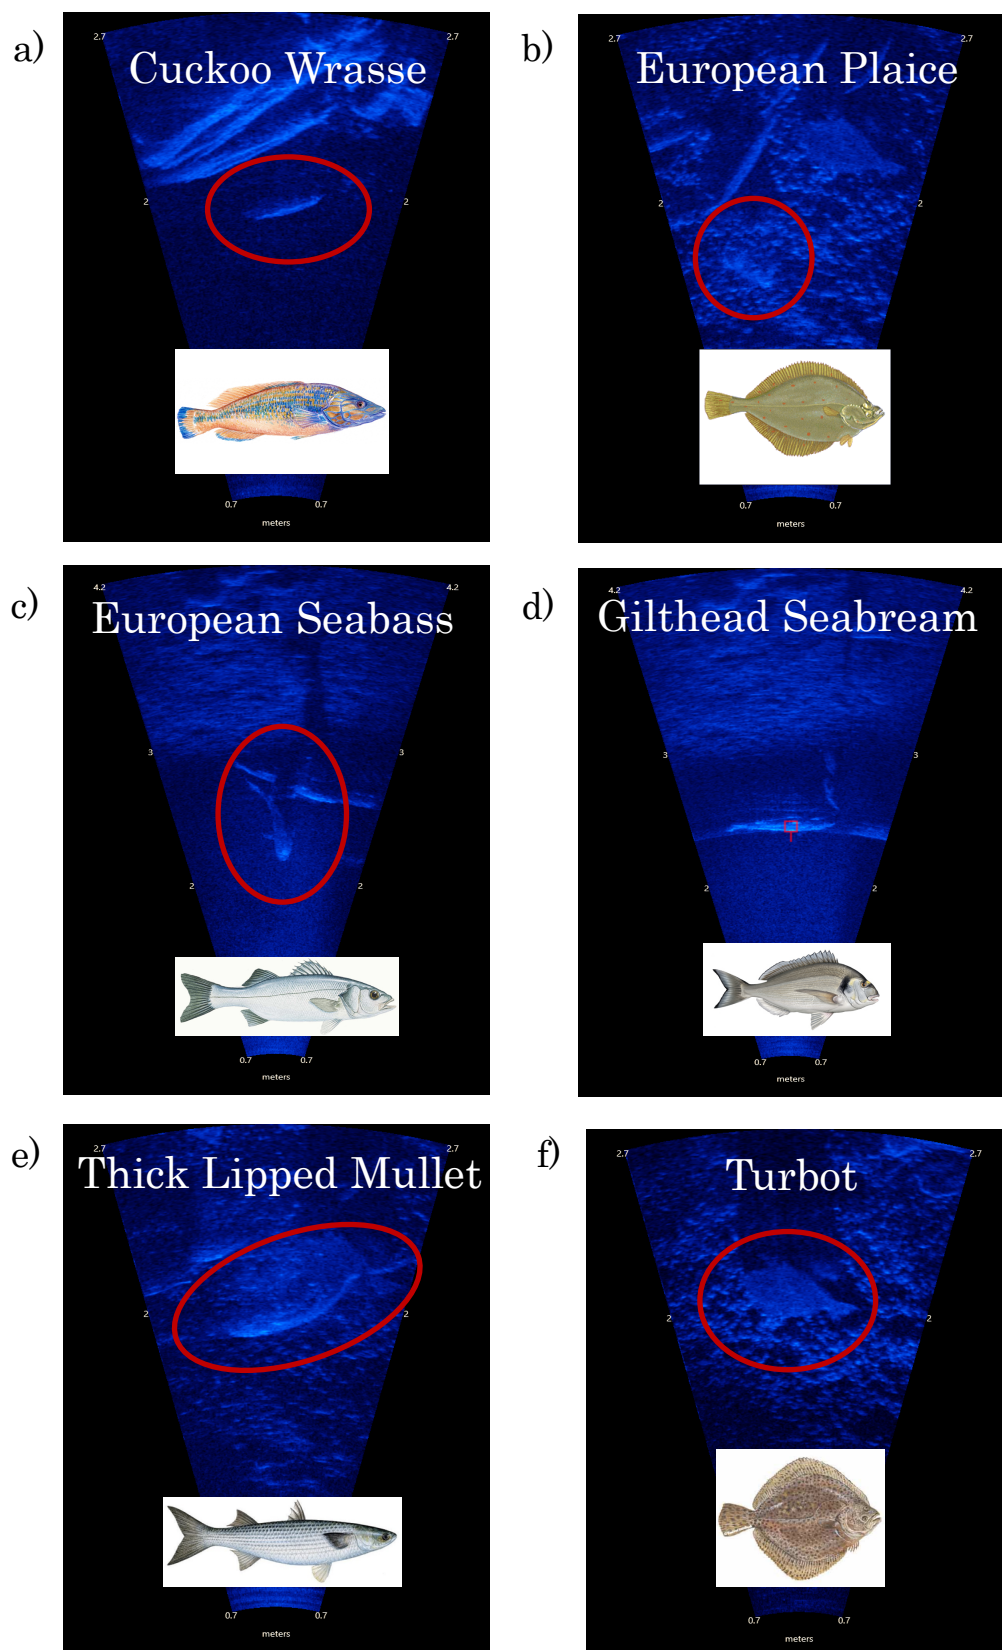 a)
Cuckoo Wrasse
2.7 2.7
2 2
0.7 0.7
meters
b)
European Plaice
2.7 2.7
2 2
0.7 0.7
meters
c)
European Seabass
4.2 4.2
3 3
2 2
0.7 0.7
meters
d)
Gilthead Seabream
4.2 4.2
3 3
2 2
0.7 0.7
meters
e)
Thick Lipped Mullet
2.7 2.7
2 2
0.7 0.7
meters
f)
Turbot
2.7 2.7
2 2
0.7 0.7
meters